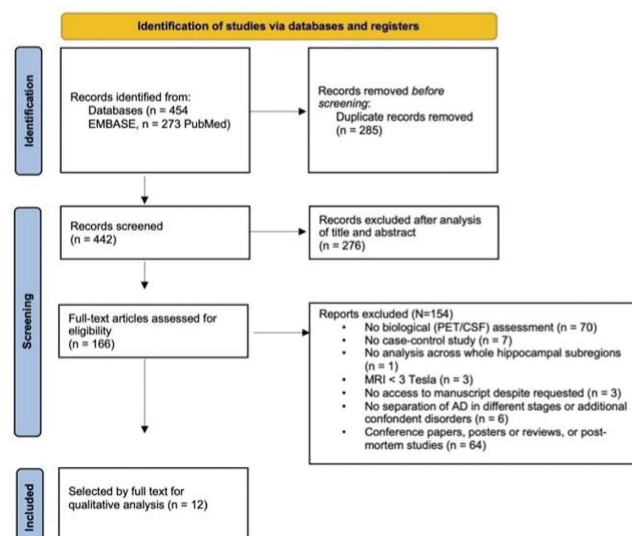 Identification of studies via databases and registers
Identification
Records identified from:
Databases (n = 454
EMBASE, n = 273 PubMed)
Records removed before
screening:
Duplicate records removed
(n = 285)
Screening
Records screened
(n = 442)
Records excluded after analysis
of title and abstract
(n = 276)
Full-text articles assessed for
eligibility
(n = 166)
Reports excluded (N=154)
• No biological (PET/CSF) assessment (n = 70)
• No case-control study (n = 7)
• No analysis across whole hippocampal subregions
(n = 1)
• MRI < 3 Tesla (n = 3)
• No access to manuscript despite requested (n = 3)
• No separation of AD in different stages or additional
confondent disorders (n = 6)
• Conference papers, posters or reviews, or post-
mortem studies (n = 64)
Included
Selected by full text for
qualitative analysis (n = 12)